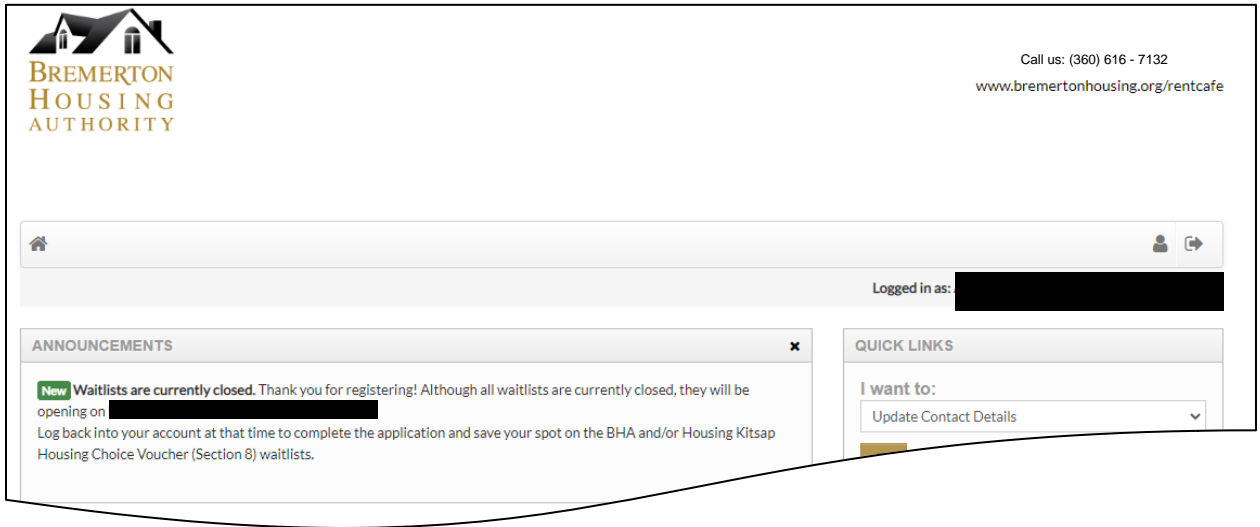 BREMERTON
HOUSING
AUTHORITY
Call us: (360) 616 - 7132
www.bremertonhousing.org/rentcafe
Logged in as:
ANNOUNCEMENTS
QUICK LINKS
New Waitlists are currently closed. Thank you for registering! Although all waitlists are currently closed, they will be
opening on
Log back into your account at that time to complete the application and save your spot on the BHA and/or Housing Kitsap
Housing Choice Voucher (Section 8) waitlists.
I want to:
Update Contact Details